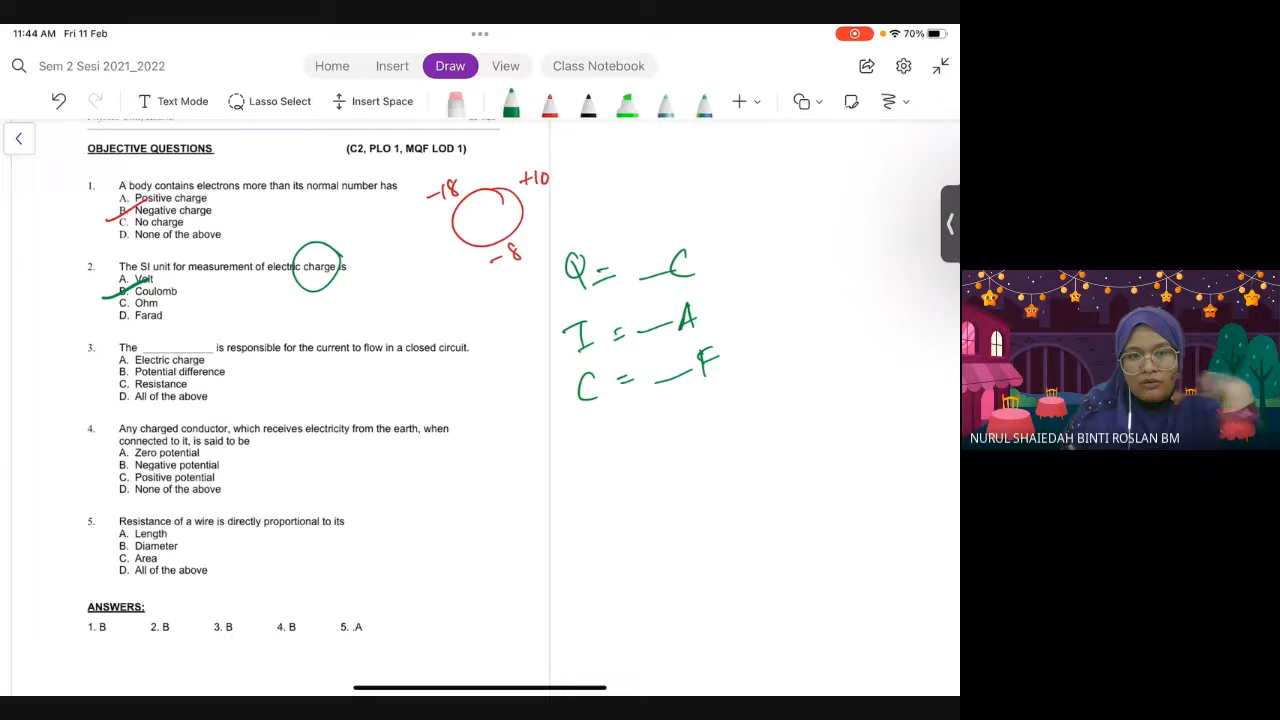 11:44 AM Fri 11 Feb
70%
Sem 2 Sesi 2021_2022
Home Insert Draw View Class Notebook
Text Mode Lasso Select Insert Space
OBJECTIVE QUESTIONS (C2, PLO 1, MQF LOD 1)
1. A body contains electrons more than its normal number has
A. Positive charge
B. Negative charge
C. No charge
D. None of the above
-18 +10
-8
2. The SI unit for measurement of electric charge is
A. Volt
B. Coulomb
C. Ohm
D. Farad
Q = _C
I = _A
C = _F
3. The ____________ is responsible for the current to flow in a closed circuit.
A. Electric charge
B. Potential difference
C. Resistance
D. All of the above
4. Any charged conductor, which receives electricity from the earth, when
connected to it, is said to be
A. Zero potential
B. Negative potential
C. Positive potential
D. None of the above
5. Resistance of a wire is directly proportional to its
A. Length
B. Diameter
C. Area
D. All of the above
ANSWERS:
1. B 2. B 3. B 4. B 5. .A
NURUL SHAIEDAH BINTI ROSLAN BM